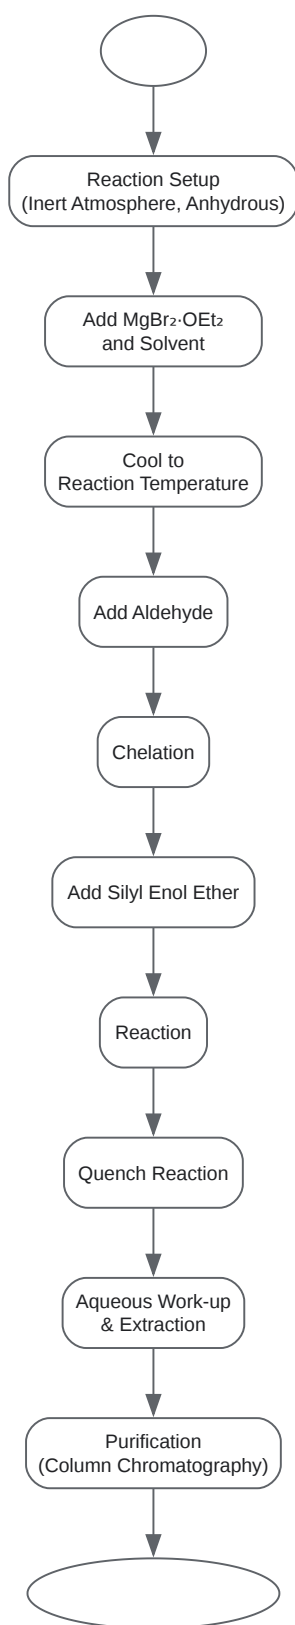 Reaction Setup
(Inert Atmosphere, Anhydrous)
Add MgBr₂·OEt₂
and Solvent
Cool to
Reaction Temperature
Add Aldehyde
Chelation
Add Silyl Enol Ether
Reaction
Quench Reaction
Aqueous Work-up
& Extraction
Purification
(Column Chromatography)